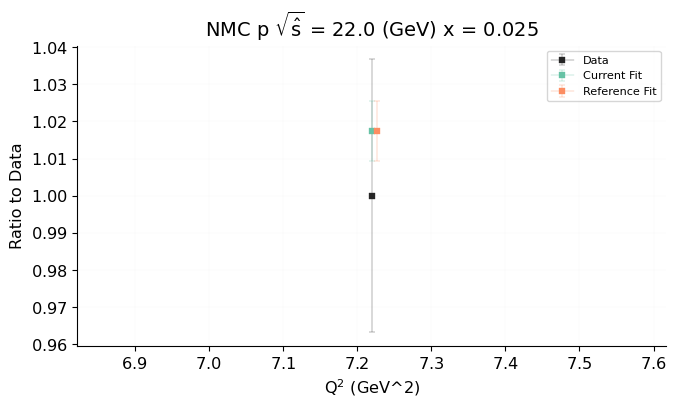 NMC p √ŝ = 22.0 (GeV) x = 0.025
1.04
1.03
1.02
1.01
1.00
0.99
0.98
0.97
0.96
Ratio to Data
Data
Current Fit
Reference Fit
6.9 7.0 7.1 7.2 7.3 7.4 7.5 7.6
Q² (GeV^2)